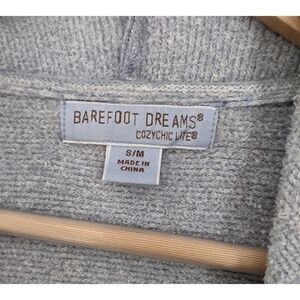 BAREFOOT DREAMS®
COZYCHIC LITE®
S/M
MADE IN
CHINA